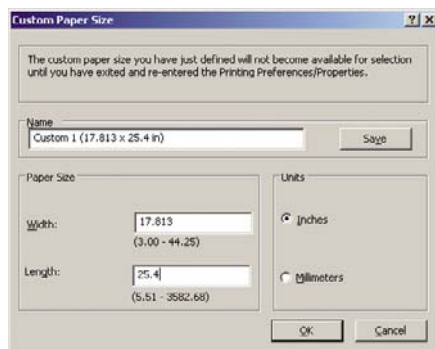 Custom Paper Size
The custom paper size you have just defined will not become available for selection
until you have exited and re-entered the Printing Preferences/Properties.
Name
Custom 1 (17.813 x 25.4 in)
Save
Paper Size
Width:
17.813
(3.00 - 44.25)
Length:
25.4
(5.51 - 3582.68)
Units
Inches
Milimeters
OK
Cancel